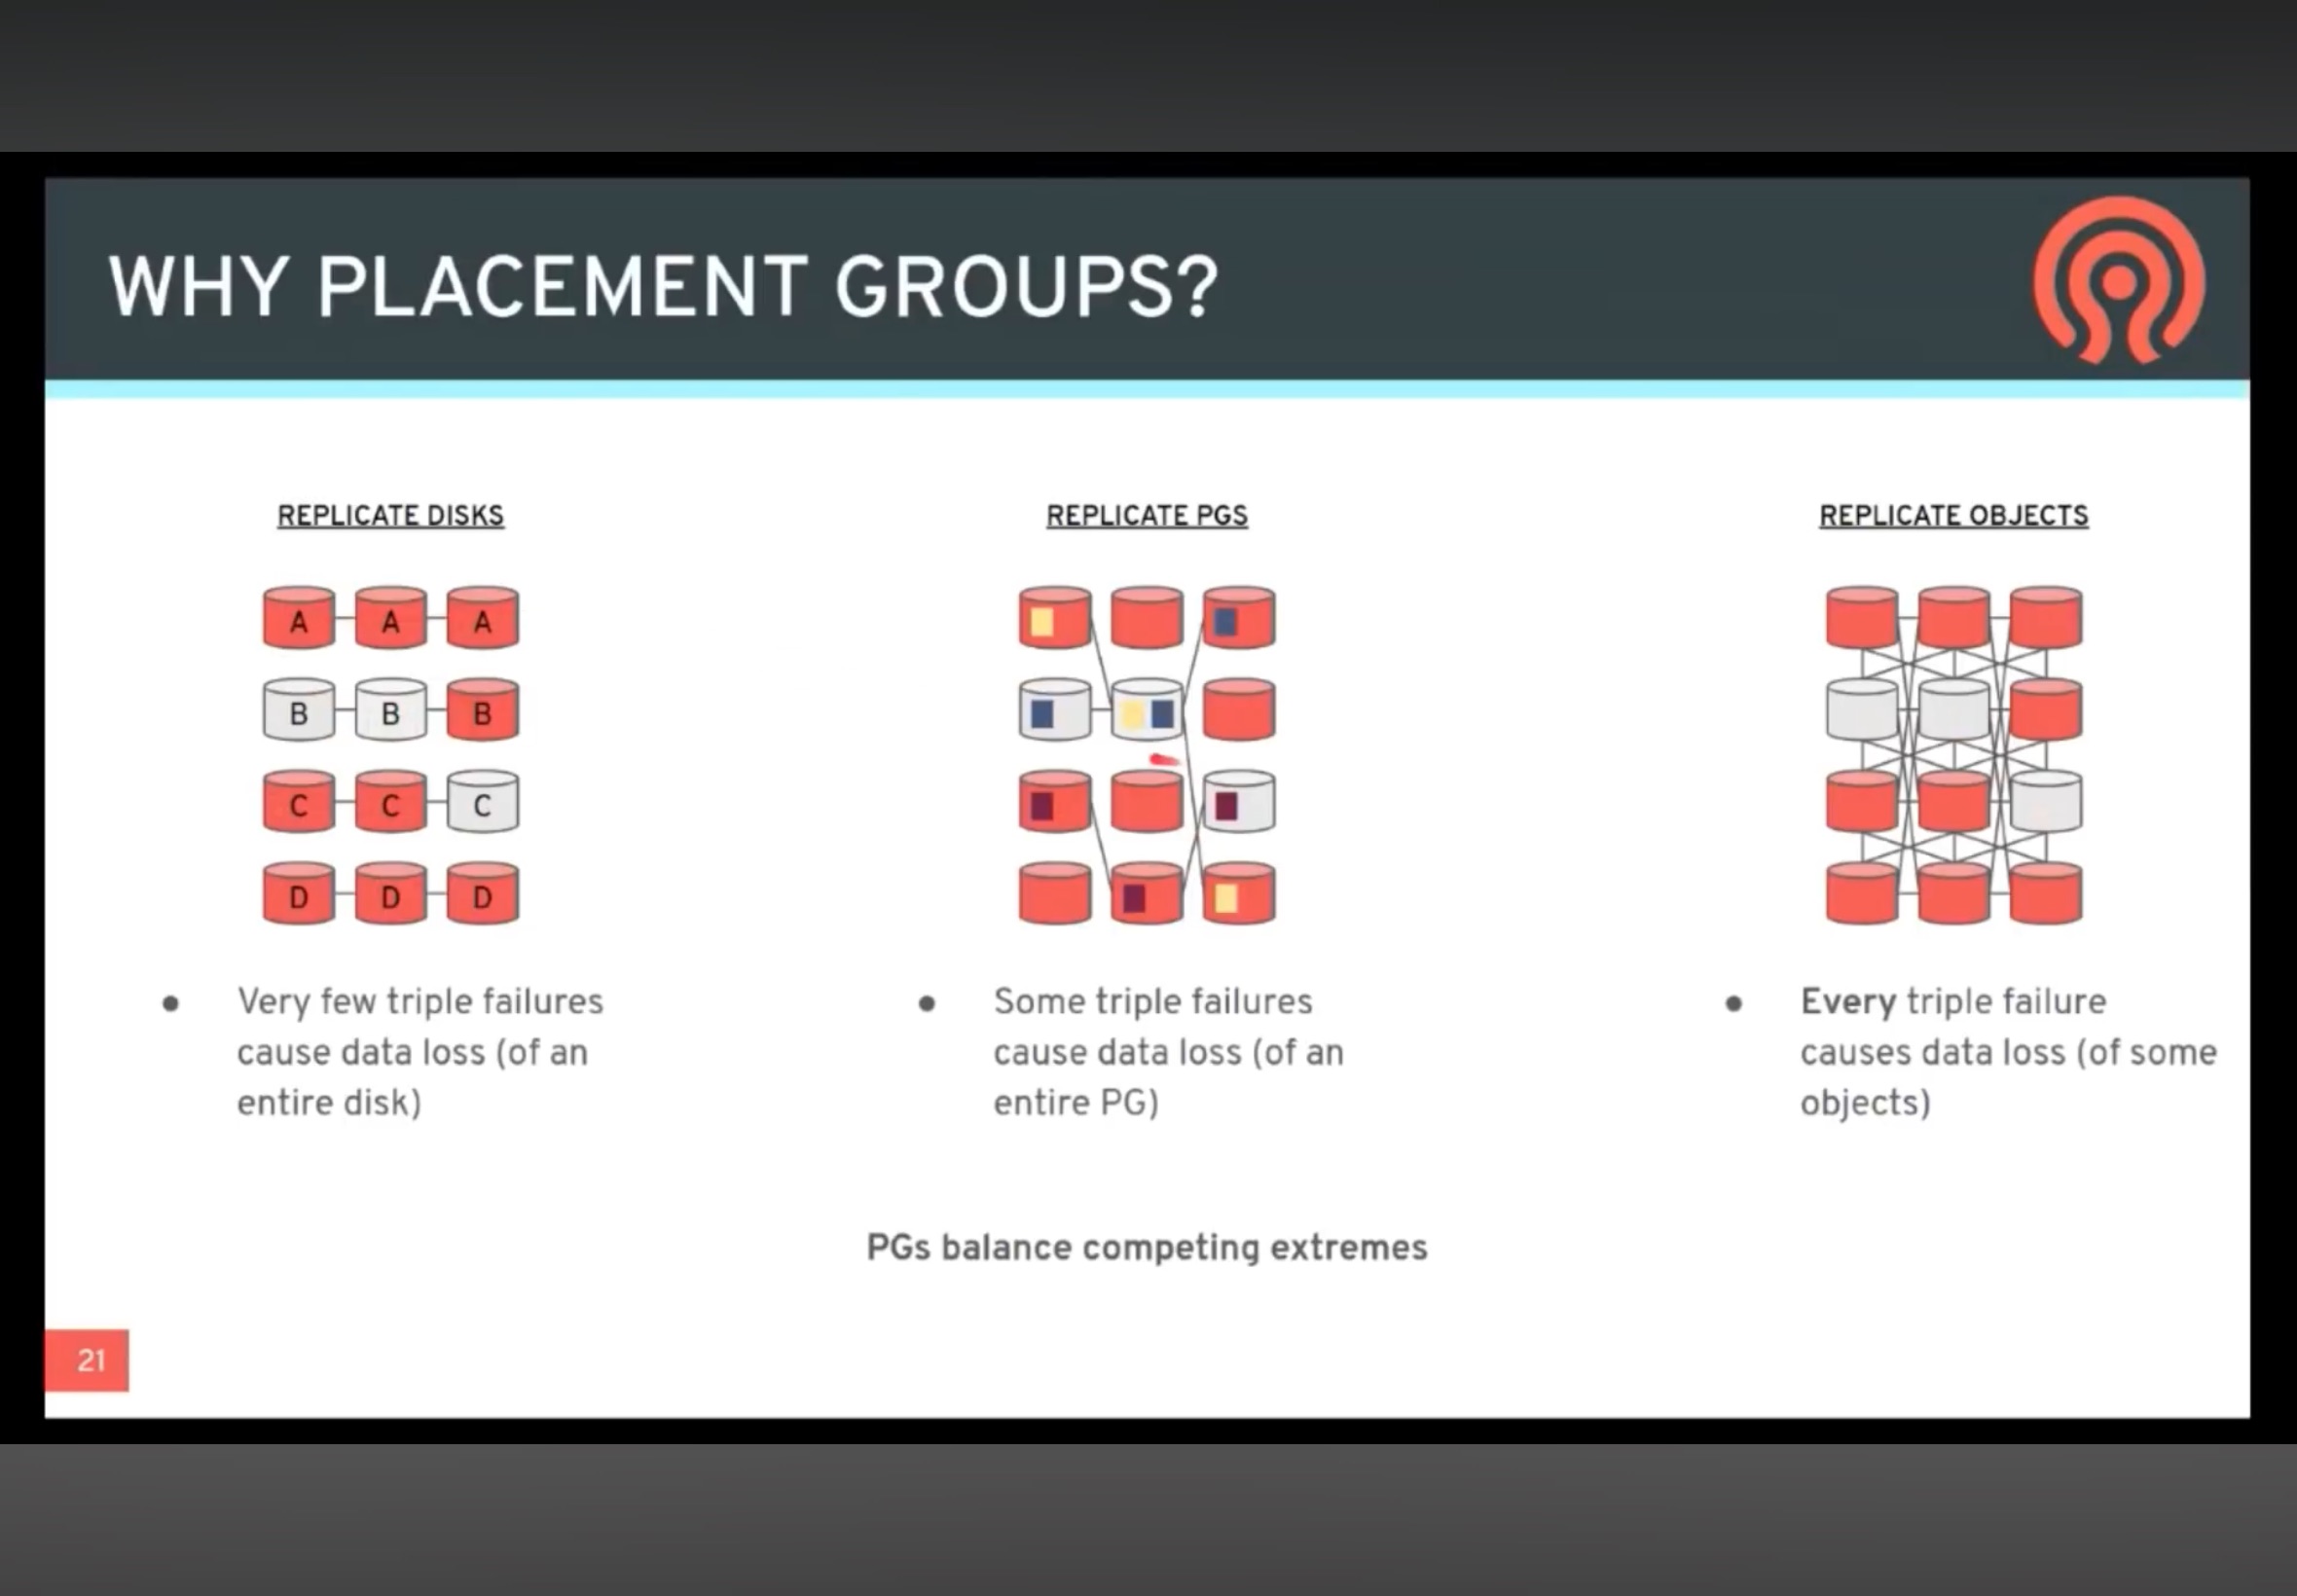 WHY PLACEMENT GROUPS?
REPLICATE DISKS
A A A
B B B
C C C
D D D
● Very few triple failures
cause data loss (of an
entire disk)
REPLICATE PGS
● Some triple failures
cause data loss (of an
entire PG)
REPLICATE OBJECTS
● Every triple failure
causes data loss (of some
objects)
PGs balance competing extremes
21